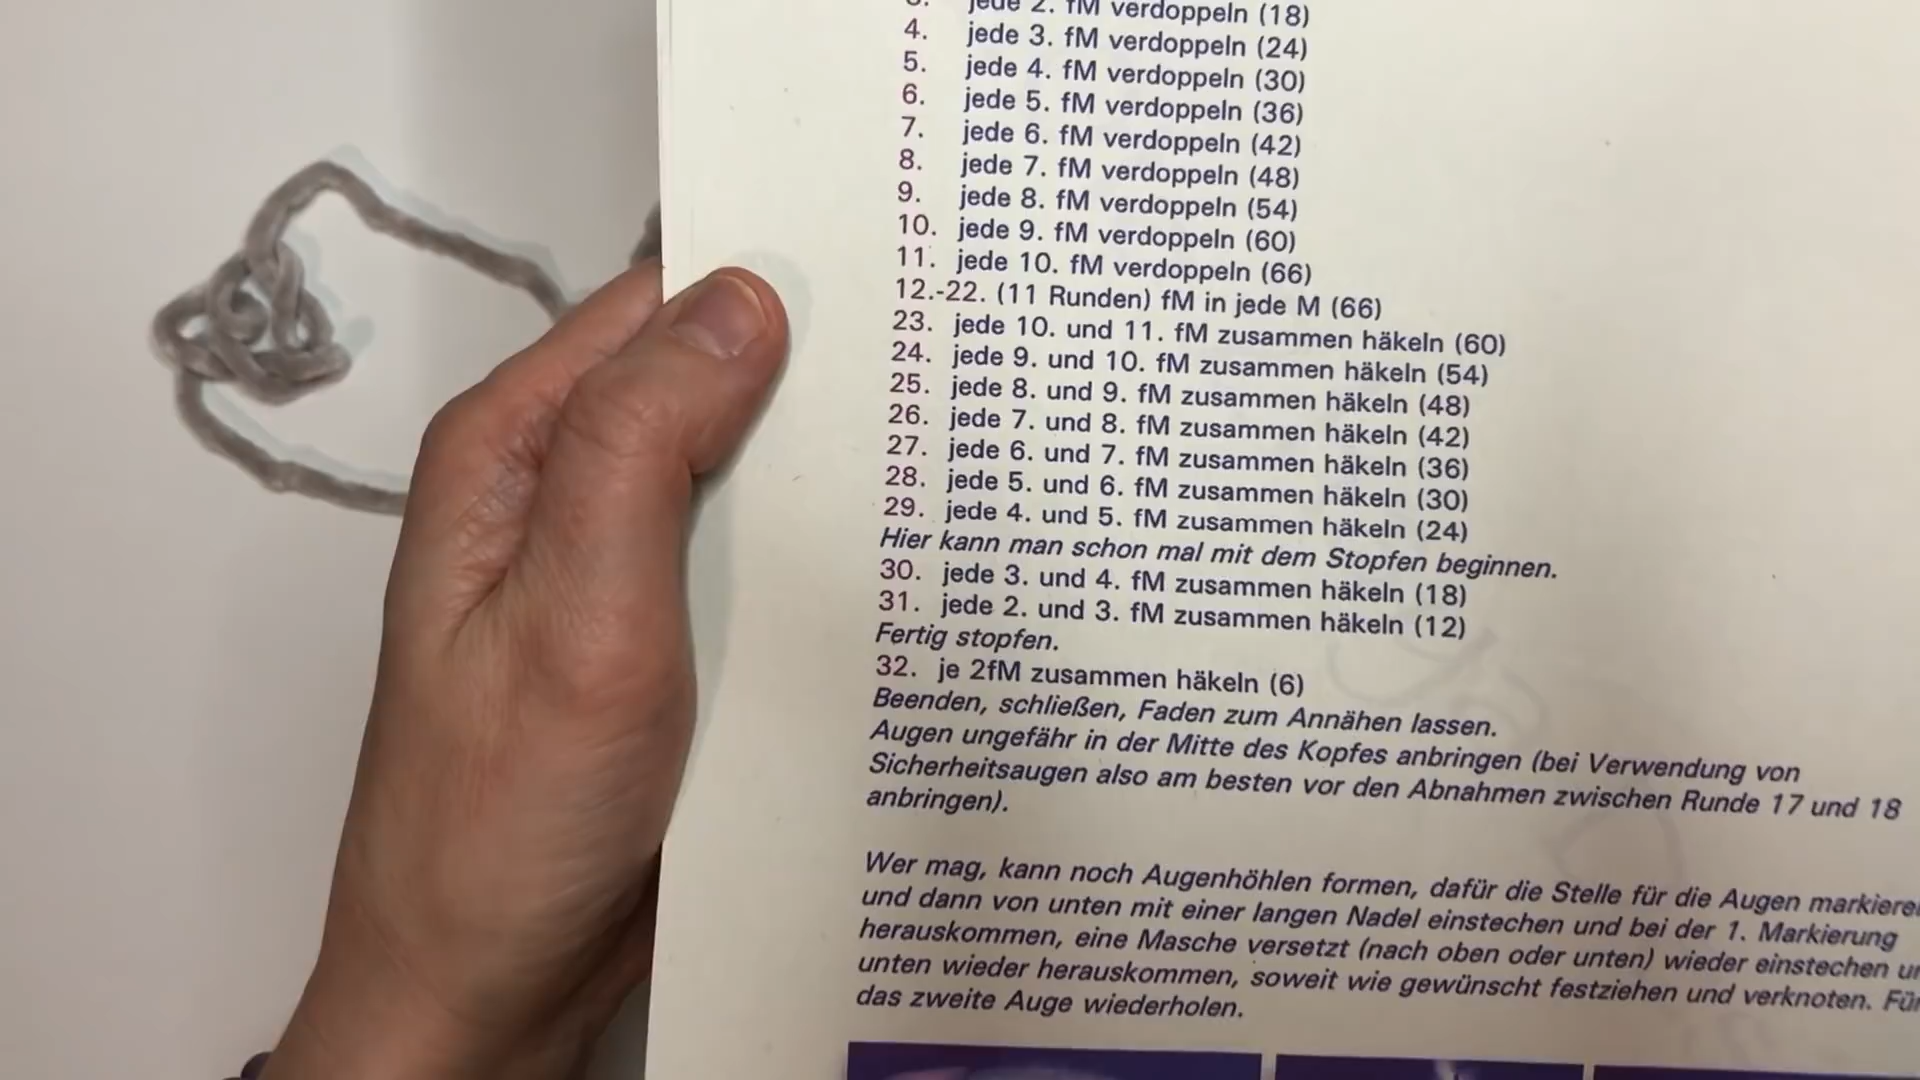 3. jede 2. fM verdoppeln (18)
4. jede 3. fM verdoppeln (24)
5. jede 4. fM verdoppeln (30)
6. jede 5. fM verdoppeln (36)
7. jede 6. fM verdoppeln (42)
8. jede 7. fM verdoppeln (48)
9. jede 8. fM verdoppeln (54)
10. jede 9. fM verdoppeln (60)
11. jede 10. fM verdoppeln (66)
12.-22. (11 Runden) fM in jede M (66)
23. jede 10. und 11. fM zusammen häkeln (60)
24. jede 9. und 10. fM zusammen häkeln (54)
25. jede 8. und 9. fM zusammen häkeln (48)
26. jede 7. und 8. fM zusammen häkeln (42)
27. jede 6. und 7. fM zusammen häkeln (36)
28. jede 5. und 6. fM zusammen häkeln (30)
29. jede 4. und 5. fM zusammen häkeln (24)
Hier kann man schon mal mit dem Stopfen beginnen.
30. jede 3. und 4. fM zusammen häkeln (18)
31. jede 2. und 3. fM zusammen häkeln (12)
Fertig stopfen.
32. je 2fM zusammen häkeln (6)
Beenden, schließen, Faden zum Annähen lassen.
Augen ungefähr in der Mitte des Kopfes anbringen (bei Verwendung von
Sicherheitsaugen also am besten vor den Abnahmen zwischen Runde 17 und 18
anbringen).
Wer mag, kann noch Augenhöhlen formen, dafür die Stelle für die Augen markieren
und dann von unten mit einer langen Nadel einstechen und bei der 1. Markierung
herauskommen, eine Masche versetzt (nach oben oder unten) wieder einstechen
unten wieder herauskommen, soweit wie gewünscht festziehen und verknoten. Für
das zweite Auge wiederholen.